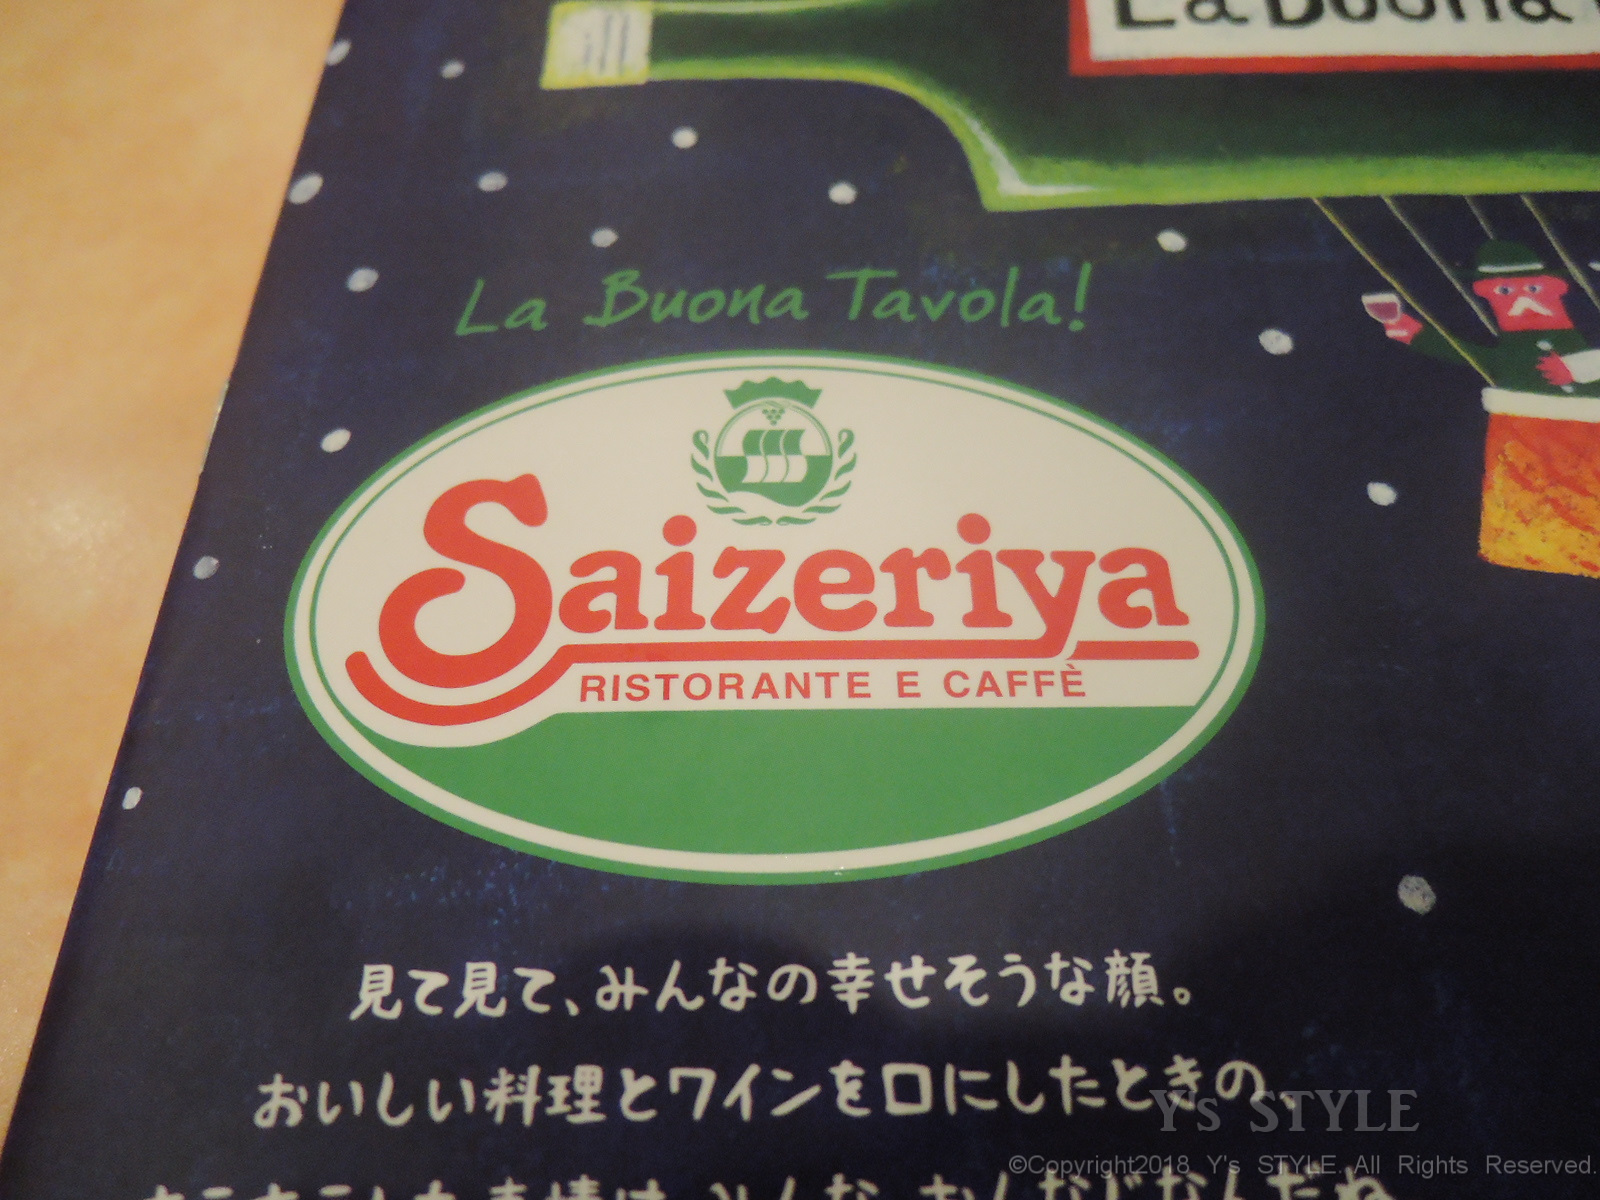 La Buona
La Buona Tavola!
Saizeriya
RISTORANTE E CAFFÈ
見て見て、みんなの幸せそうな顔。
おいしい料理とワインを口にしたときの、
Y's STYLE
©Copyright2018 Y's STYLE. All Rights Reserved.